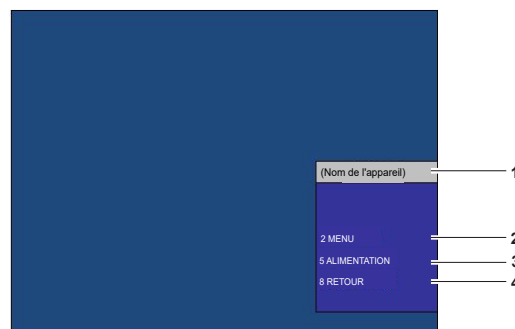 (Nom de l'appareil)
1
2 MENU
2
5 ALIMENTATION
3
8 RETOUR
4